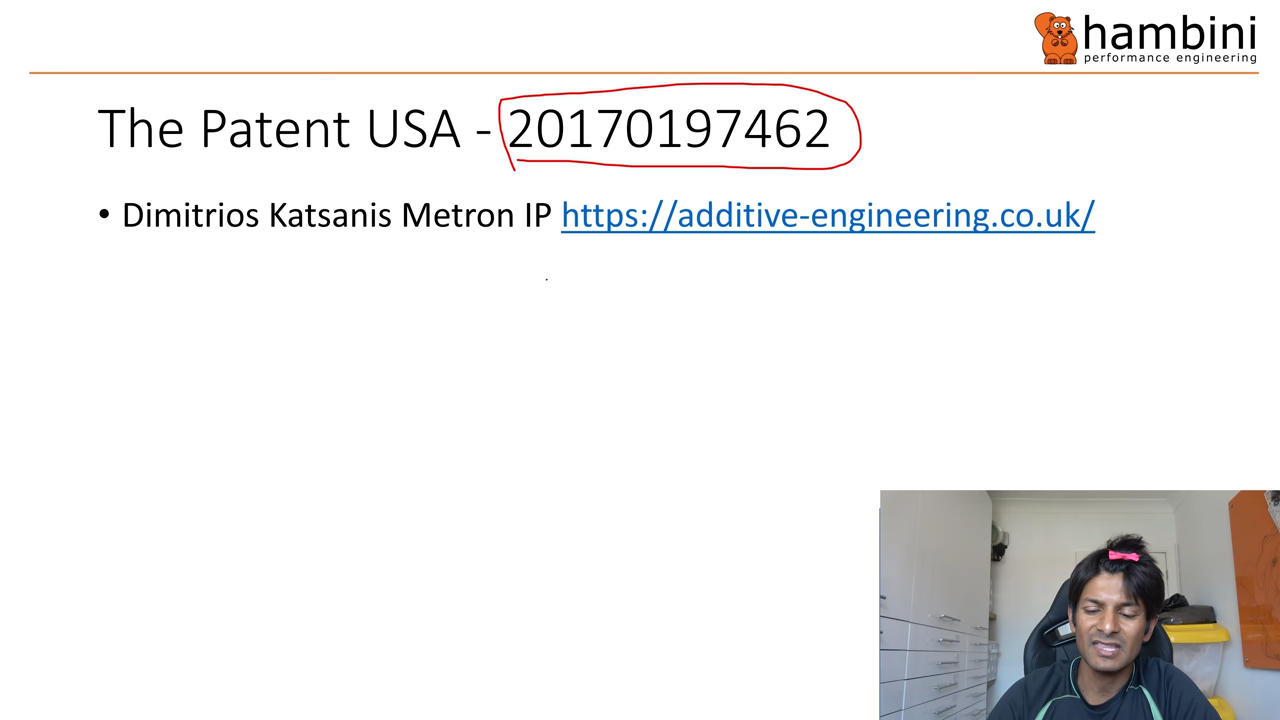 hambini
performance engineering
The Patent USA - 20170197462
• Dimitrios Katsanis Metron IP https://additive-engineering.co.uk/